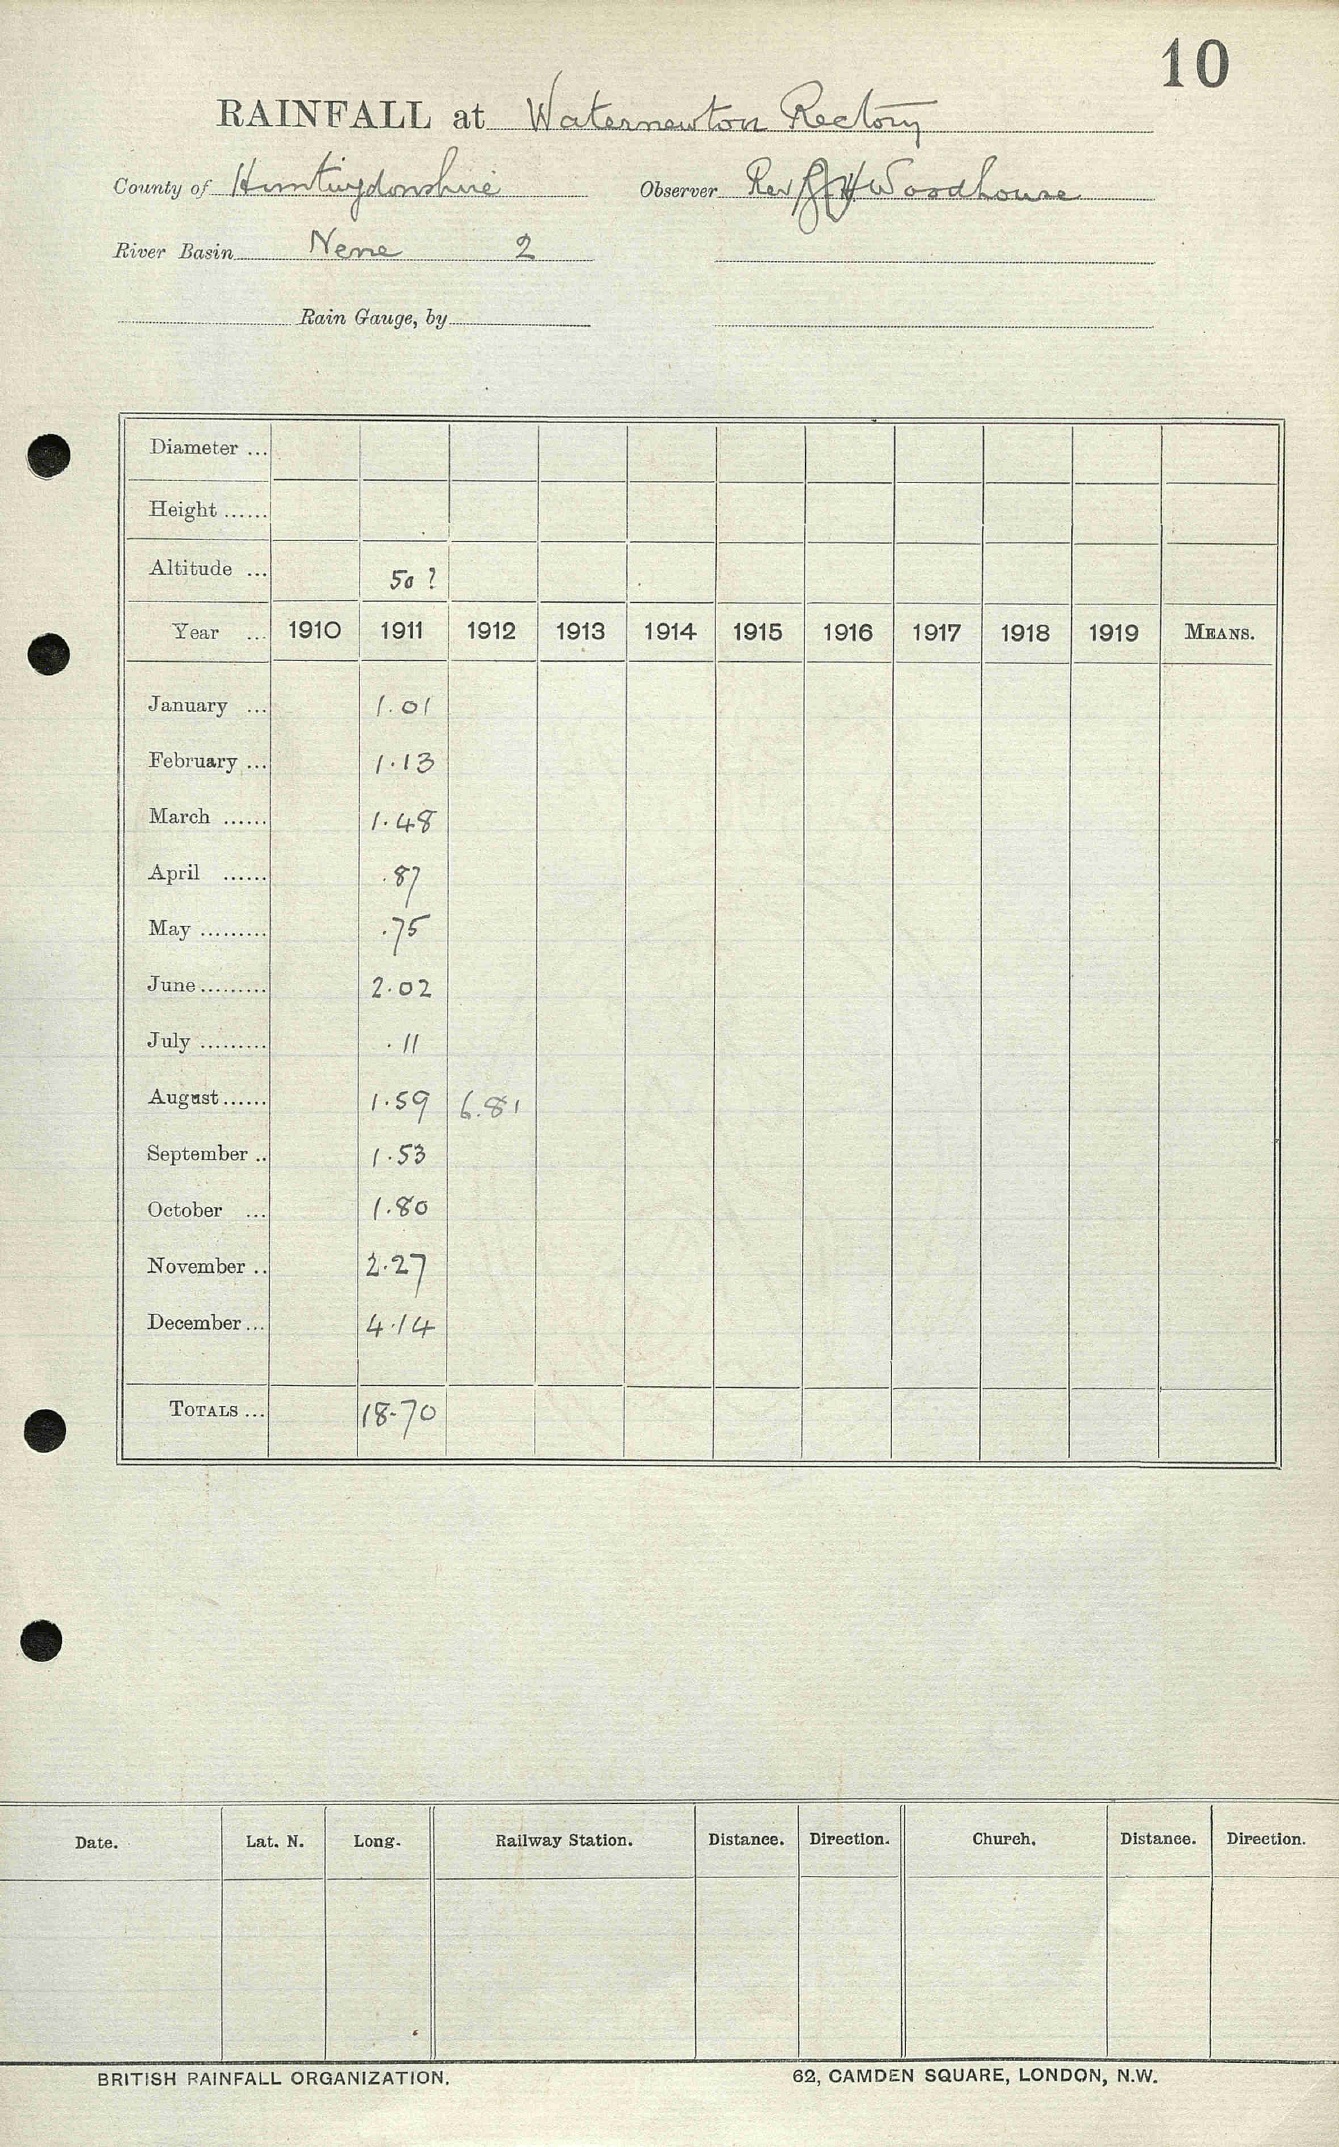 10
RAINFALL at Waternewton Rectory
County of Huntingdonshire Observer Rev H Woodhouse
River Basin Nene 2
Rain Gauge, by
Diameter ...
Height ......
Altitude ... 50 ?
Year ... 1910 1911 1912 1913 1914 1915 1916 1917 1918 1919 MEANS.
January ... 1.01
February ... 1.13
March ...... 1.48
April ...... .87
May ......... .75
June ......... 2.02
July ......... .11
August ...... 1.59 6.81
September .. 1.53
October ... 1.80
November .. 2.27
December ... 4.14
TOTALS ... 18.70
Date. Lat. N. Long. Railway Station. Distance. Direction. Church. Distance. Direction.
BRITISH RAINFALL ORGANIZATION. 62, CAMDEN SQUARE, LONDON, N.W.